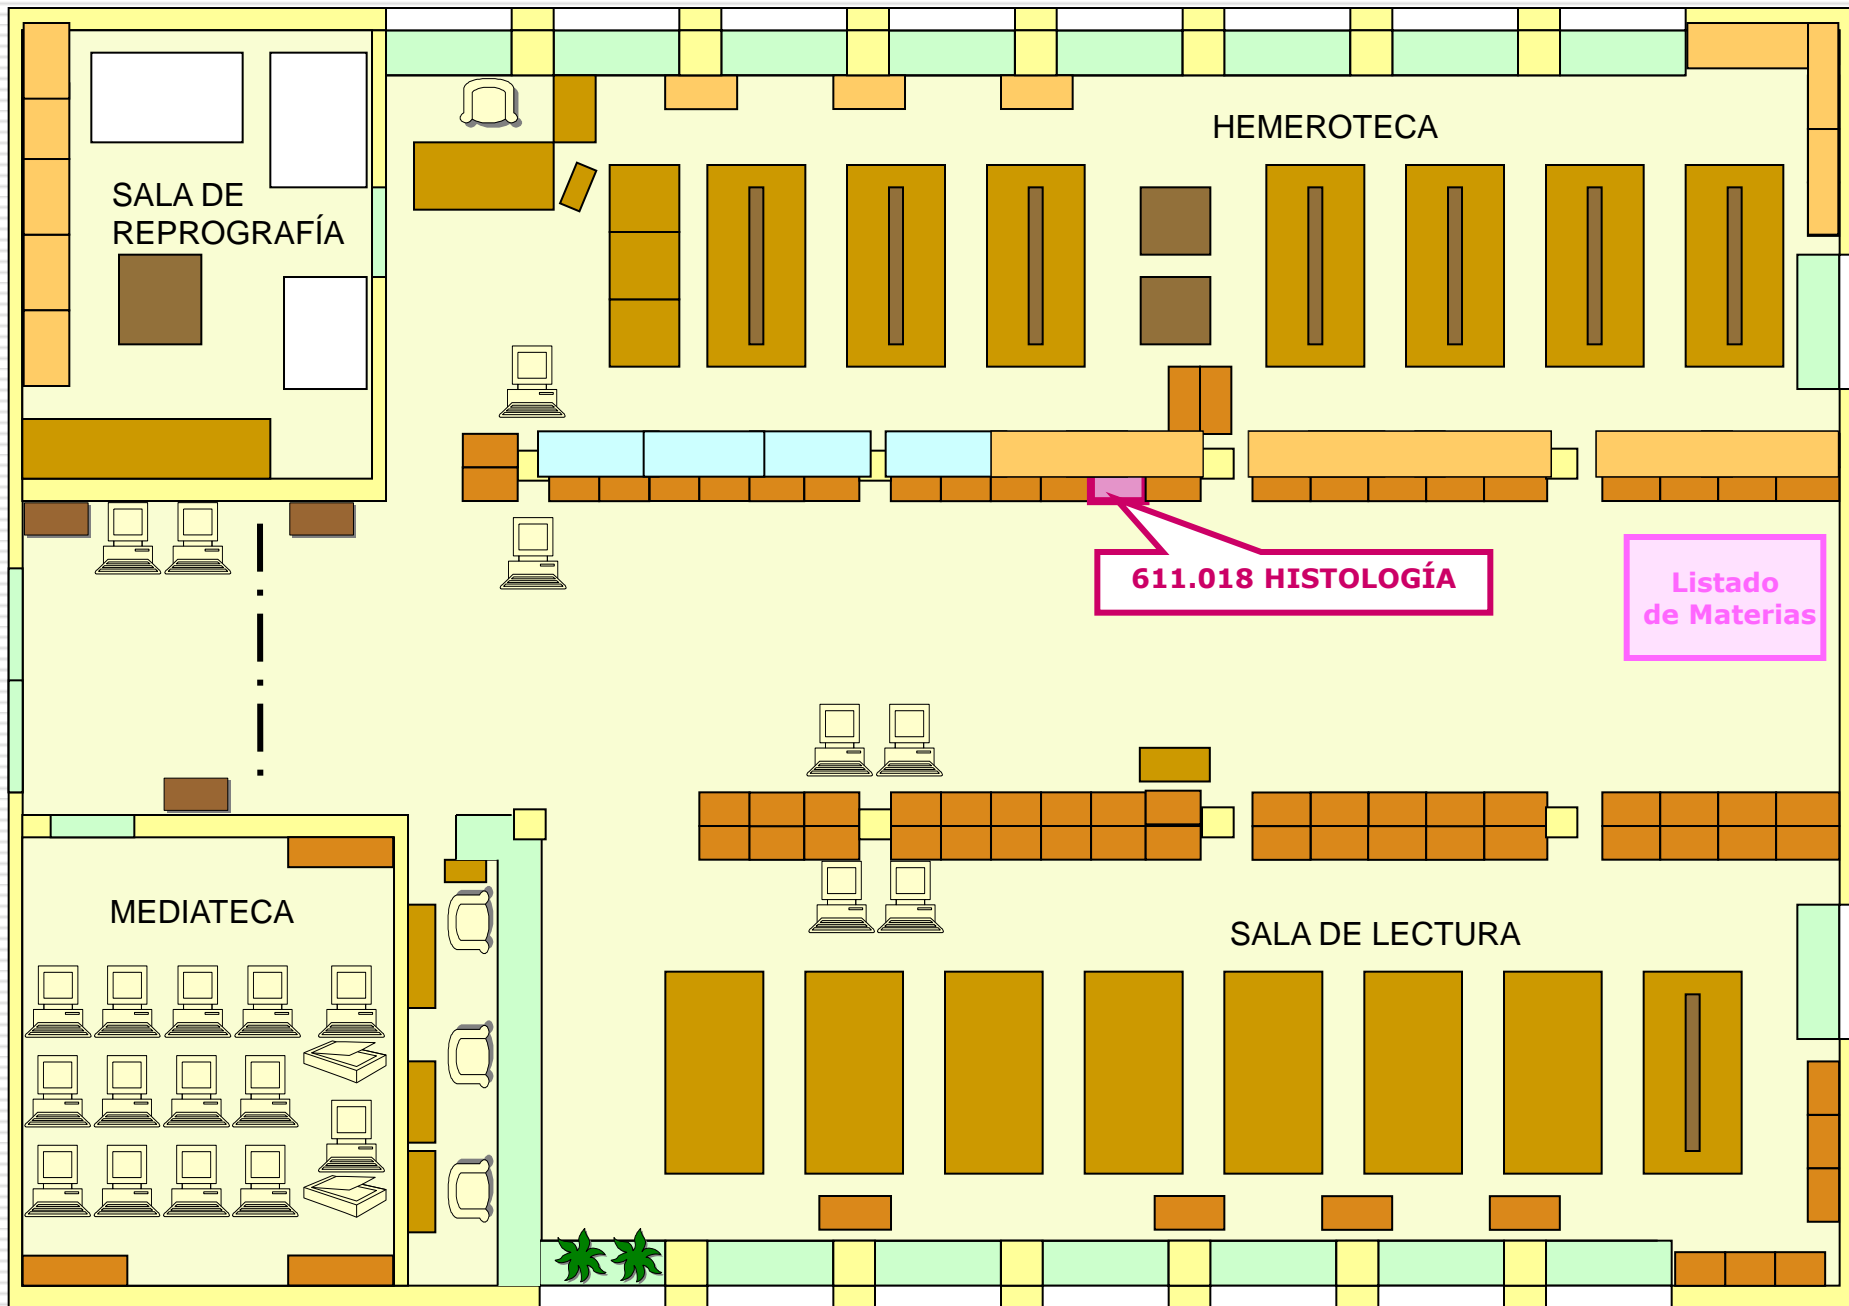 HEMEROTECA
SALA DE
REPROGRAFÍA
611.018 HISTOLOGÍA
Listado
de Materias
MEDIATECA
SALA DE LECTURA